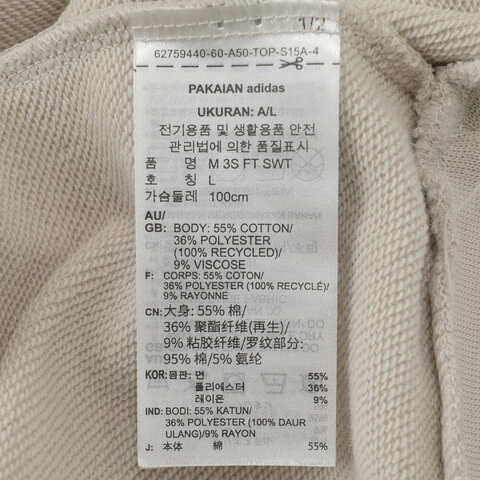 1/2
62759440-60-A50-TOP-S15A-4
PAKAIAN adidas
UKURAN: A/L
전기용품 및 생활용품 안전
관리법에 의한 품질표시
품 명 M 3S FT SWT
호 칭 L
가슴둘레 100cm
AU/
GB: BODY: 55% COTTON/
36% POLYESTER
(100% RECYCLED)/
9% VISCOSE
F: CORPS: 55% COTON/
36% POLYESTER (100% RECYCLÉ)/
9% RAYONNE
CN: 大身: 55% 棉/
36% 聚酯纤维(再生)/
9% 粘胶纤维/罗纹部分:
95% 棉/5% 氨纶
KOR: 몸판: 면 55%
폴리에스터 36%
레이온 9%
IND: BODI: 55% KATUN/
36% POLYESTER (100% DAUR
ULANG)/9% RAYON
J: 本体 綿 55%